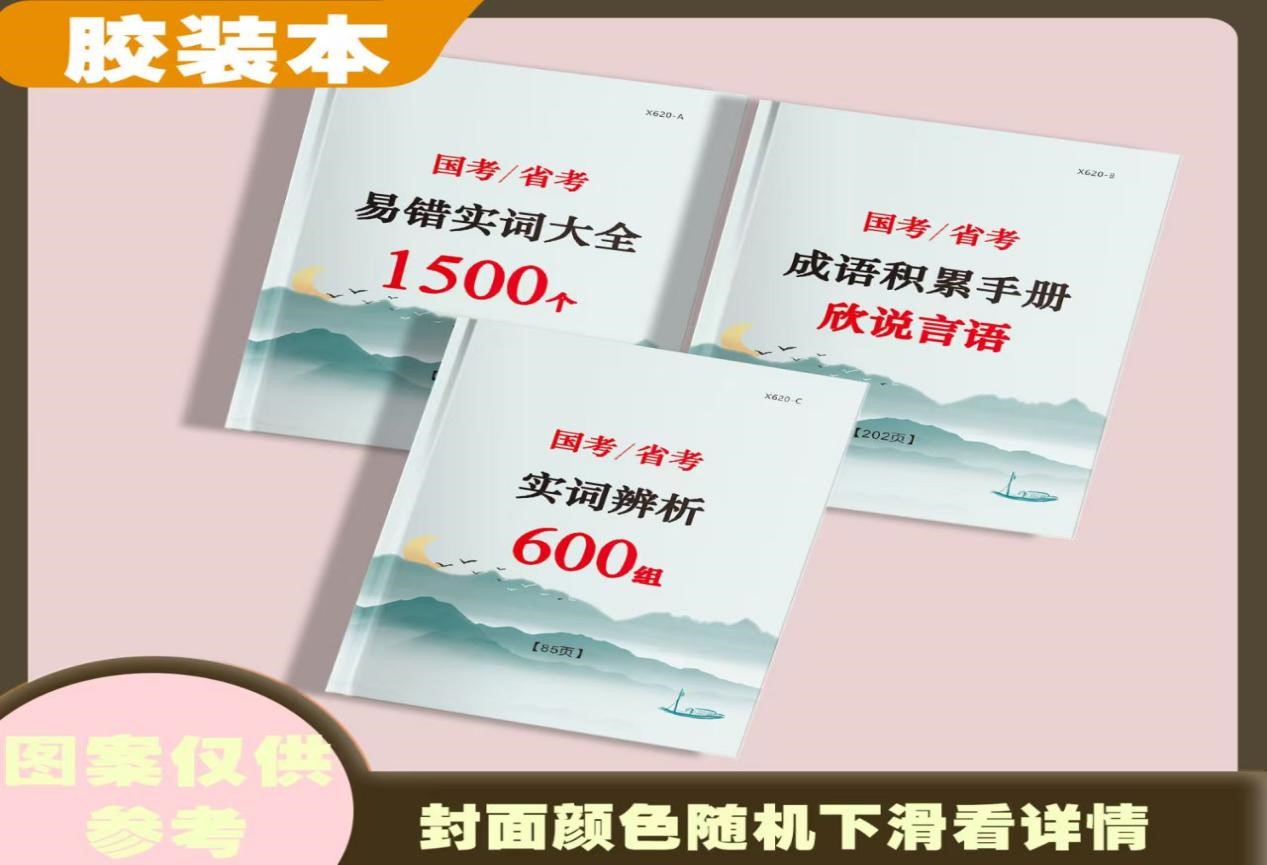 胶装本
X620-A
国考/省考
易错实词大全
1500个
X620-B
国考/省考
成语积累手册
欣说言语
【202页】
X620-C
国考/省考
实词辨析
600组
【85页】
图案仅供
参考
封面颜色随机下滑看详情